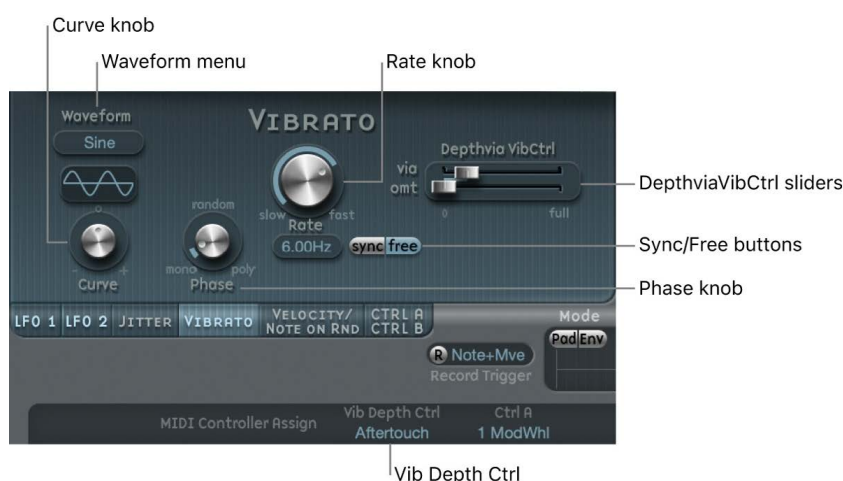 Curve knob
Waveform menu
Rate knob
Waveform
VIBRATO
Sine
Depthvia VibCtrl
via
omt
DepthviaVibCtrl sliders
0
full
random
slow
fast
Rate
6.00Hz
sync free
Sync/Free buttons
- +
Curve
mono
poly
Phase
Phase knob
LFO 1 LFO 2 JITTER VIBRATO VELOCITY/ NOTE ON RND CTRL A CTRL B
Mode
Pad Env
R Note+Mve
Record Trigger
MIDI Controller Assign
Vib Depth Ctrl
Aftertouch
Ctrl A
1 ModWhl
Vib Depth Ctrl